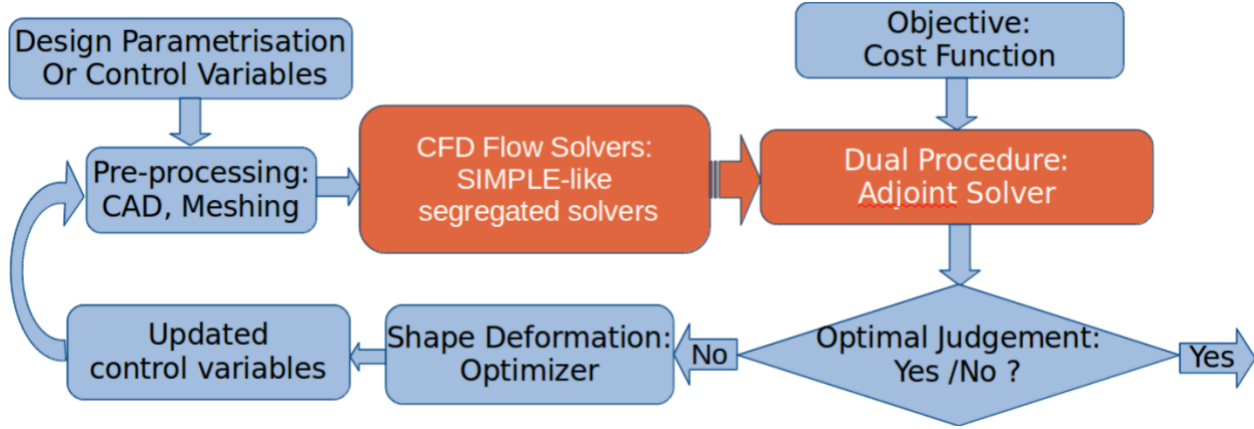 Design Parametrisation
Or Control Variables
Objective:
Cost Function
Pre-processing:
CAD, Meshing
CFD Flow Solvers:
SIMPLE-like
segregated solvers
Dual Procedure:
Adjoint Solver
Updated
control variables
Shape Deformation:
Optimizer
No
Optimal Judgement:
Yes /No ?
Yes